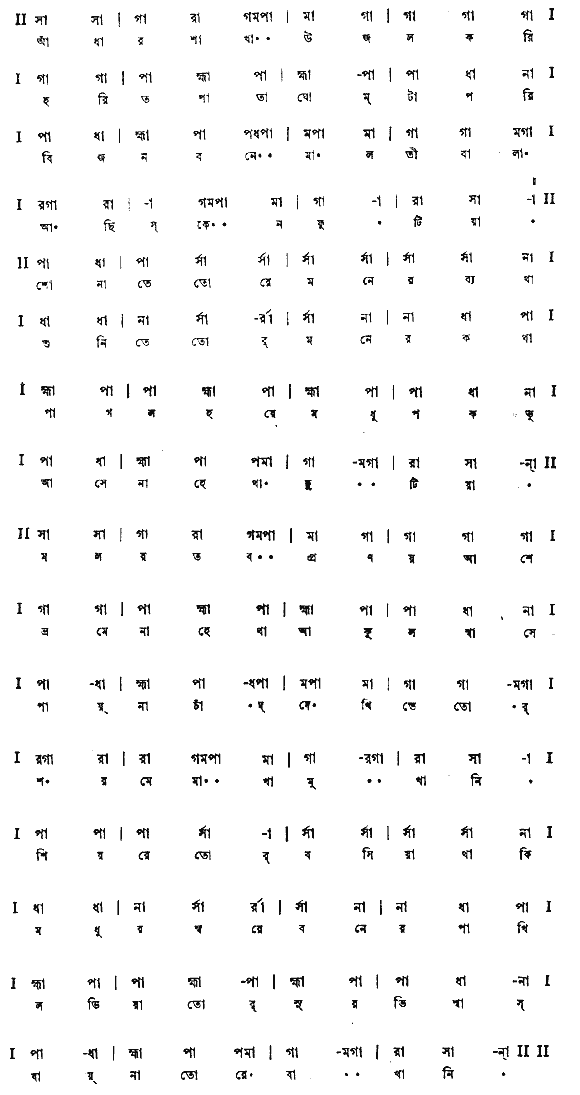 II সা সা | গা রা গমপা | মা গা | গা গা গা I
আঁ ধা র শা খা • • উ জ ল ক রি
I গা গা | পা হ্মা পা | হ্মা -পা | পা ধা না I
হ রি ত পা তা ঘো ম্ টা প রি
I পা ধা | হ্মা পা পধপা | মপা মা | গা গা মগা I
বি জ ন ব নে • • মা • ল তী বা লা •
I রগা রা | -া গমপা মা | গা -া | রা সা -া II
আ • ছি স্ কে • • ন ফু • টি য়া •
II পা ধা | পা র্সা র্সা | র্সা র্সা | র্সা র্সা না I
শো না তে তো রে ম নে র ব্য থা
I ধা ধা | না র্সা -র্রা | র্সা না | না ধা পা I
শু নি তে তো র্ ম নে র ক থা
I হ্মা পা | পা হ্মা পা | হ্মা পা | পা ধা না I
পা গ ল হ য়ে ম ধু প ক ভু
I পা ধা | হ্মা পা পমা | গা -মগা | রা সা -ন্া II
আ সে না হে থা • ছু • • টি য়া •
II সা সা | গা রা গমপা | মা গা | গা গা গা I
ম ল য় ত ব • • প্র ণ য় আ শে
I গা গা | পা হ্মা পা | হ্মা পা | পা ধা না I
ভ্র মে না হে থা আ কু ল শ্বা সে
I পা -ধা | হ্মা পা -ধপা | মপা মা | গা গা -মগা I
পা য়্ না চাঁ • দ্ দে • খি তে তো • র্
I রগা রা | রা গমপা মা | গা -রগা | রা সা -া I
শ • র মে মা • • খা মু • • খা নি •
I পা পা | পা র্সা -া | র্সা র্সা | র্সা র্সা না I
শি য় রে তো র্ ব সি য়া থা কি
I ধা ধা | না র্সা র্রা | র্সা না | না ধা পা I
ম ধু র স্ব রে ব নে র পা খি
I হ্মা পা | পা হ্মা -পা | হ্মা পা | পা ধা -না I
ল ভি য়া তো র্ সু র ভি শ্বা স্
I পা -ধা | হ্মা পা পমা | গা -মগা | রা সা -ন্া II II
যা য়্ না তো রে • বা • • খা নি •